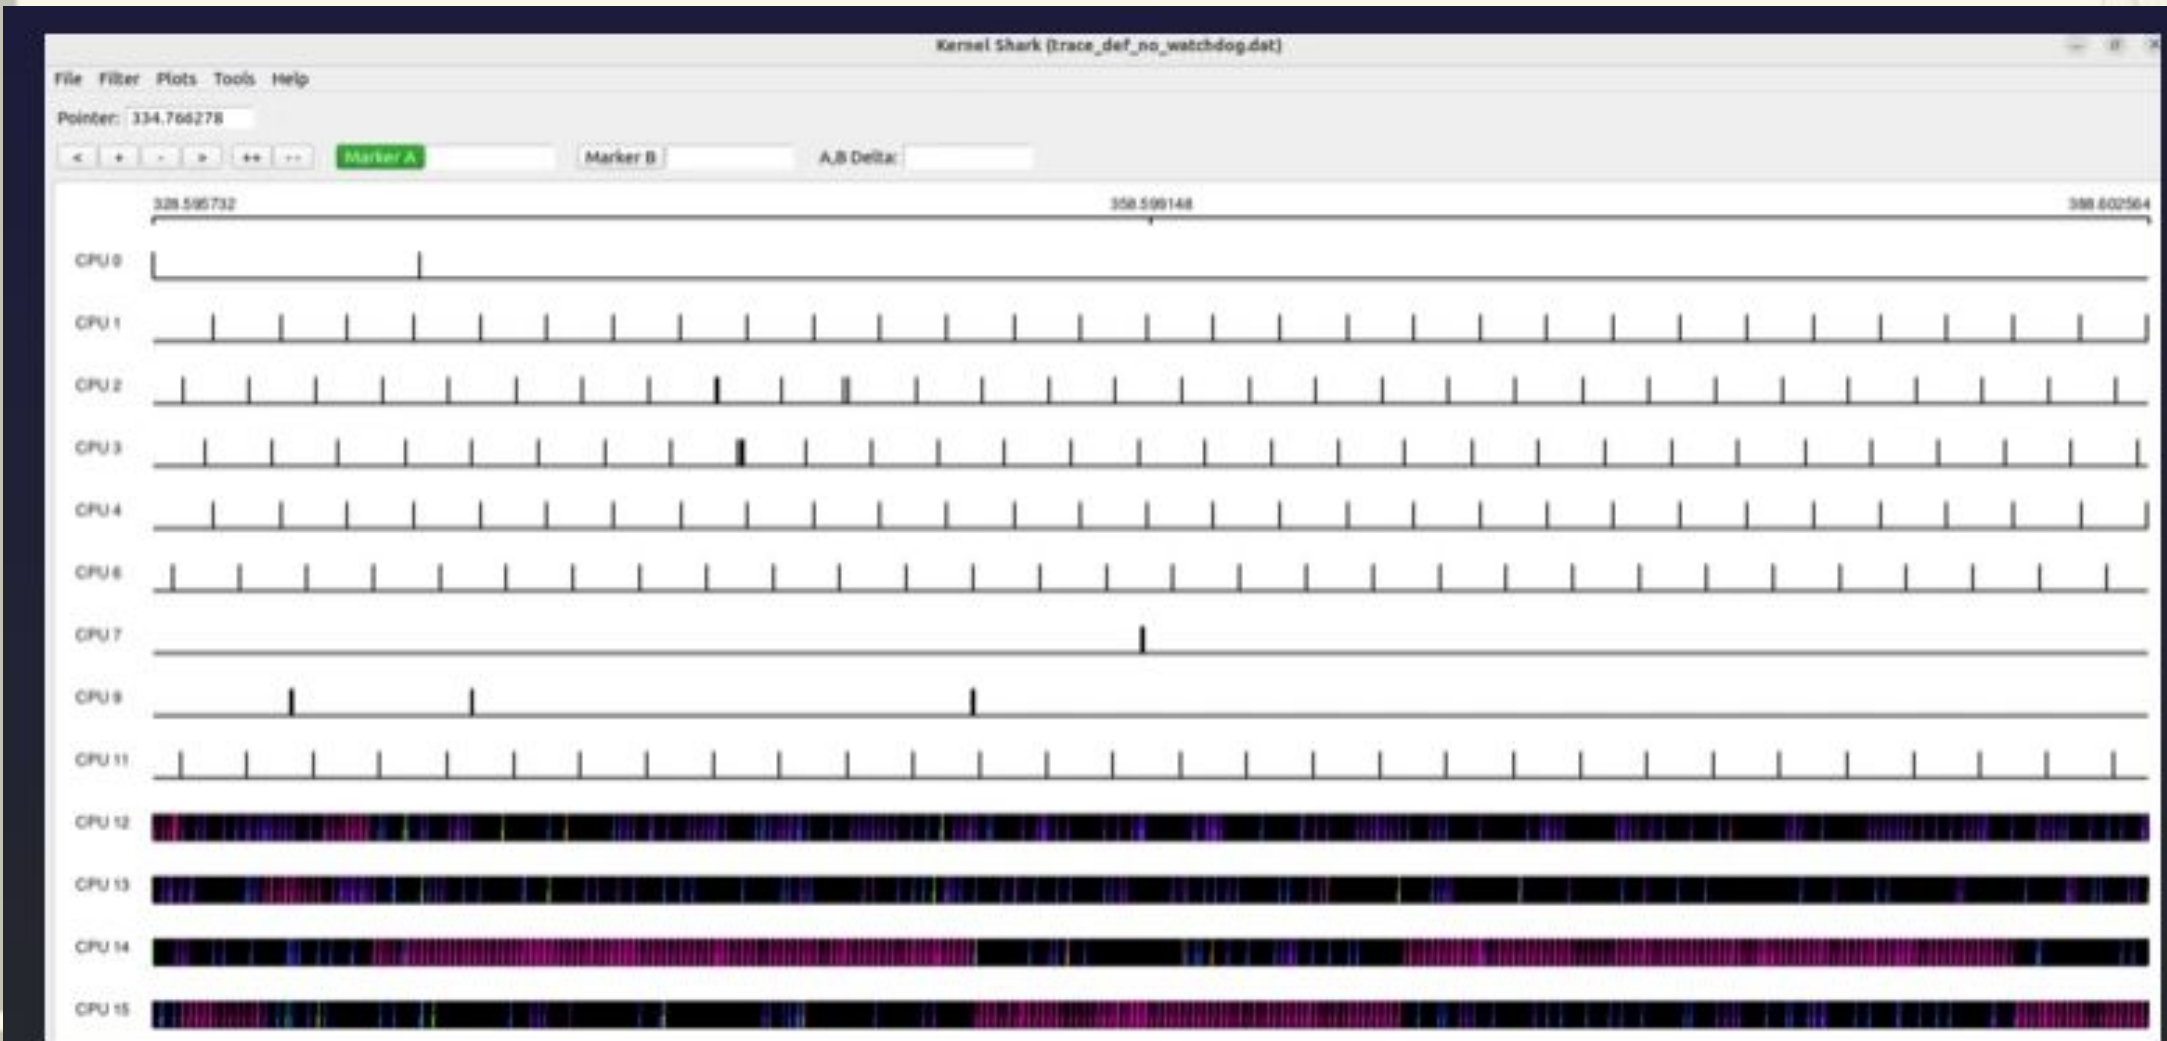 Kernel Shark (trace_def_no_watchdog.dat)
File Filter Plots Tools Help
Pointer: 334.766278
< + - > ++ -- Marker A Marker B A,B Delta:
328.595732 358.599148 388.602564
CPU 0
CPU 1
CPU 2
CPU 3
CPU 4
CPU 6
CPU 7
CPU 9
CPU 11
CPU 12
CPU 13
CPU 14
CPU 15